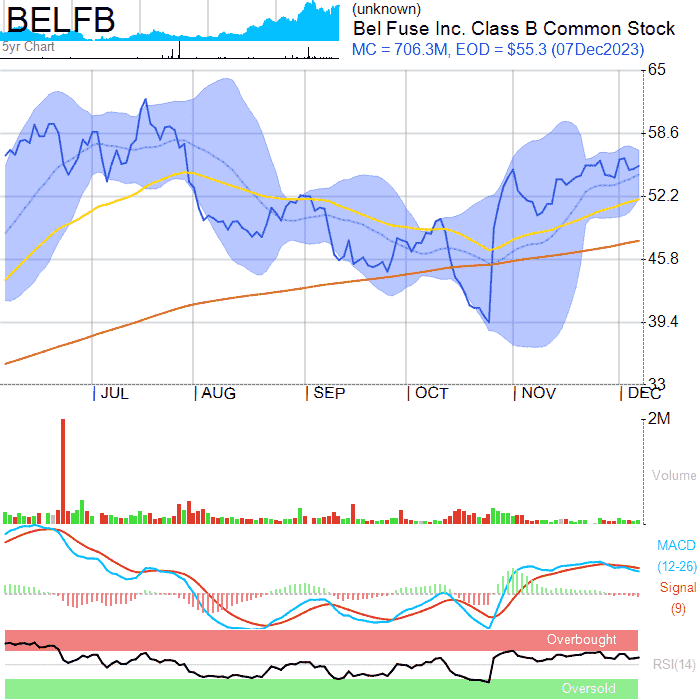 BELFB
5yr Chart
(unknown)
Bel Fuse Inc. Class B Common Stock
MC = 706.3M, EOD = $55.3 (07Dec2023)
65
58.6
52.2
45.8
39.4
33
JUL
AUG
SEP
OCT
NOV
DEC
2M
Volume
MACD
(12-26)
Signal
(9)
Overbought
RSI(14)
Oversold